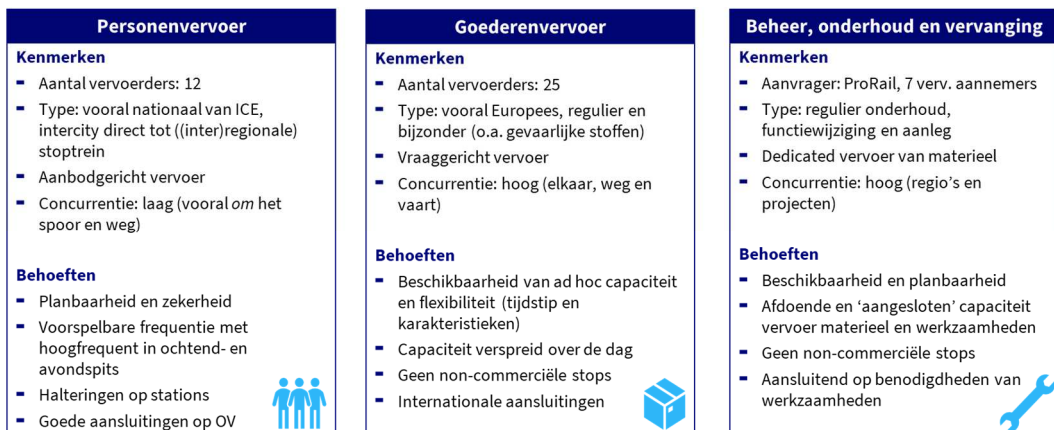 Personenvervoer
Kenmerken
- Aantal vervoerders: 12
- Type: vooral nationaal van ICE,
intercity direct tot ((inter)regionale)
stoptrein
- Aanbodgericht vervoer
- Concurrentie: laag (vooral om het
spoor en weg)
Behoeften
- Planbaarheid en zekerheid
- Voorspelbare frequentie met
hoogfrequent in ochtend- en
avondspits
- Halteringen op stations
- Goede aansluitingen op OV
Goederenvervoer
Kenmerken
- Aantal vervoerders: 25
- Type: vooral Europees, regulier en
bijzonder (o.a. gevaarlijke stoffen)
- Vraaggericht vervoer
- Concurrentie: hoog (elkaar, weg en
vaart)
Behoeften
- Beschikbaarheid van ad hoc capaciteit
en flexibiliteit (tijdstip en
karakteristieken)
- Capaciteit verspreid over de dag
- Geen non-commerciële stops
- Internationale aansluitingen
Beheer, onderhoud en vervanging
Kenmerken
- Aanvrager: ProRail, 7 verv. aannemers
- Type: regulier onderhoud,
functiewijziging en aanleg
- Dedicated vervoer van materieel
- Concurrentie: hoog (regio's en
projecten)
Behoeften
- Beschikbaarheid en planbaarheid
- Afdoende en 'aangesloten' capaciteit
vervoer materieel en werkzaamheden
- Geen non-commerciële stops
- Aansluitend op benodigdheden van
werkzaamheden